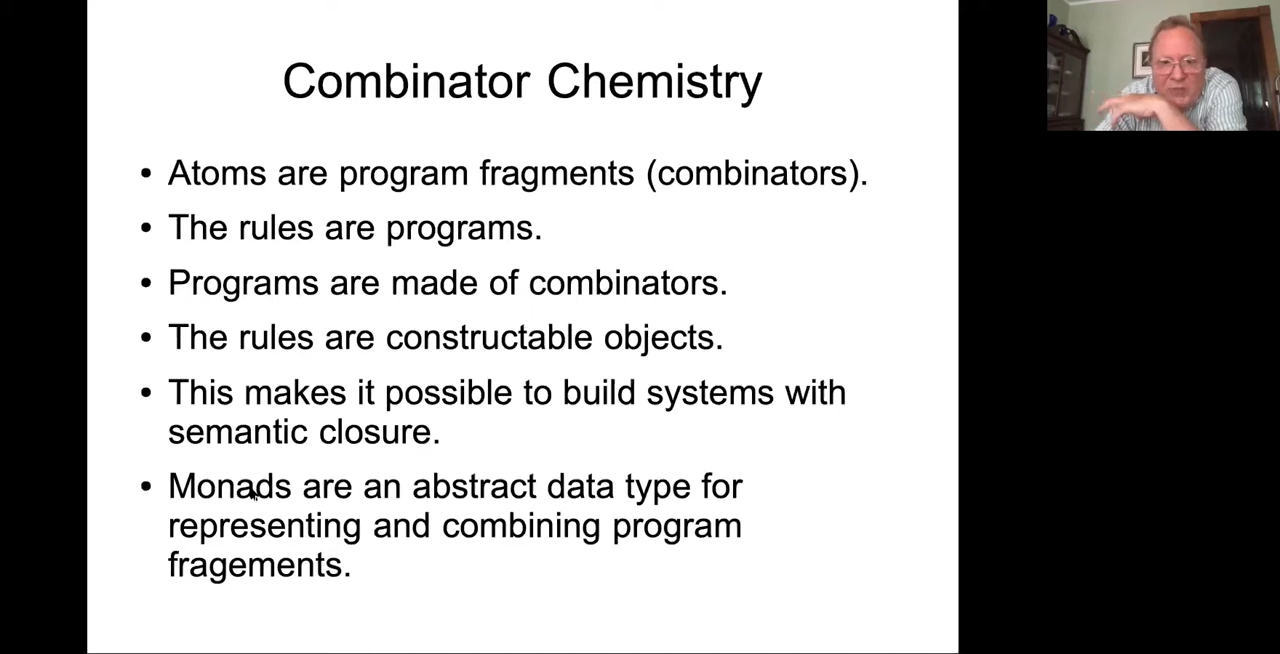 Combinator Chemistry
• Atoms are program fragments (combinators).
• The rules are programs.
• Programs are made of combinators.
• The rules are constructable objects.
• This makes it possible to build systems with
semantic closure.
• Monads are an abstract data type for
representing and combining program
fragements.